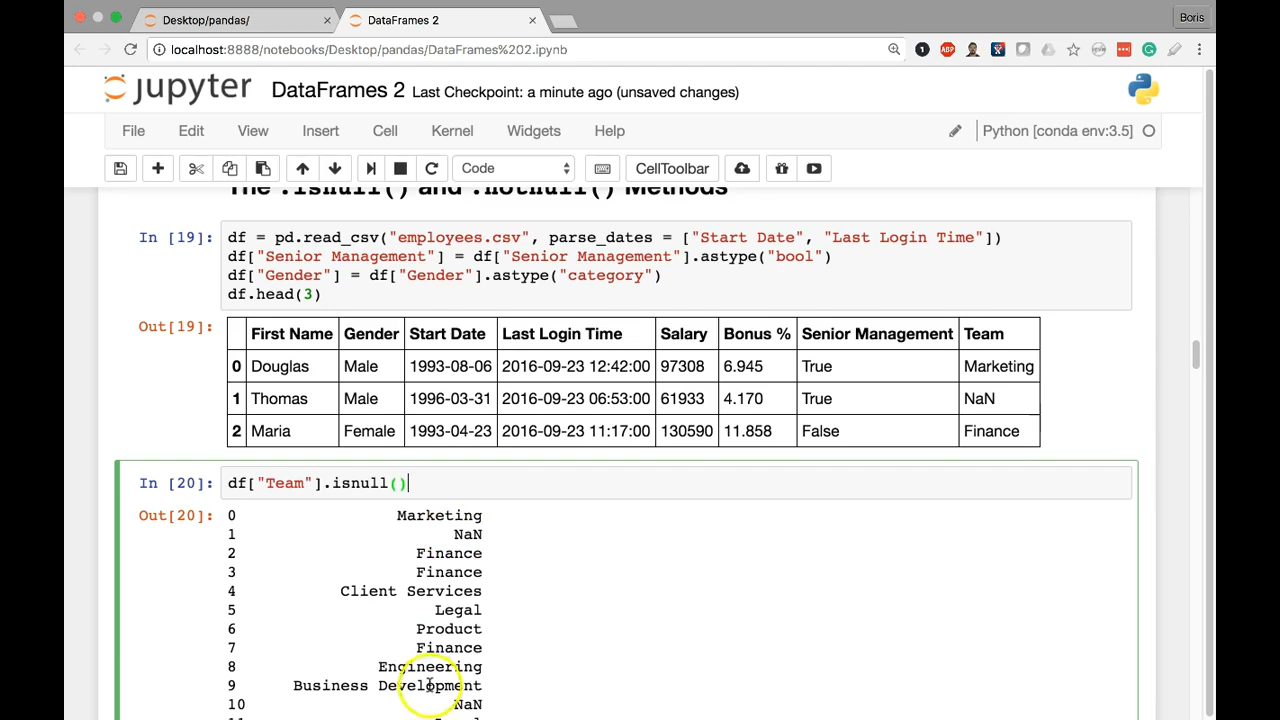 Desktop/pandas/
DataFrames 2
Boris
localhost:8888/notebooks/Desktop/pandas/DataFrames%202.ipynb
jupyter DataFrames 2 Last Checkpoint: a minute ago (unsaved changes)
File Edit View Insert Cell Kernel Widgets Help Python [conda env:3.5]
Code CellToolbar
The .isnull() and .notnull() Methods
In [19]: df = pd.read_csv("employees.csv", parse_dates = ["Start Date", "Last Login Time"])
df["Senior Management"] = df["Senior Management"].astype("bool")
df["Gender"] = df["Gender"].astype("category")
df.head(3)
Out[19]: First Name Gender Start Date Last Login Time Salary Bonus % Senior Management Team
0 Douglas Male 1993-08-06 2016-09-23 12:42:00 97308 6.945 True Marketing
1 Thomas Male 1996-03-31 2016-09-23 06:53:00 61933 4.170 True NaN
2 Maria Female 1993-04-23 2016-09-23 11:17:00 130590 11.858 False Finance
In [20]: df["Team"].isnull()
Out[20]: 0 Marketing
1 NaN
2 Finance
3 Finance
4 Client Services
5 Legal
6 Product
7 Finance
8 Engineering
9 Business Development
10 NaN